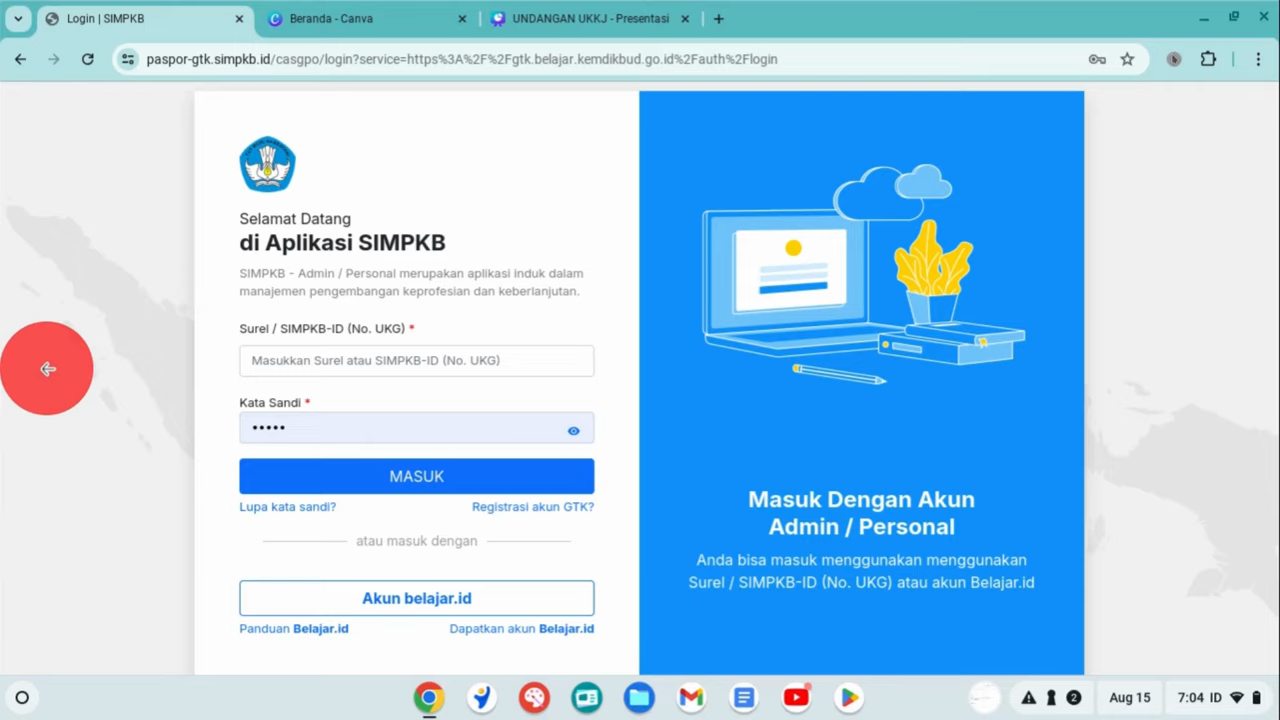 Login | SIMPKB
Beranda - Canva
UNDANGAN UKKJ - Presentasi
paspor-gtk.simpkb.id/casgpo/login?service=https%3A%2F%2Fgtk.belajar.kemdikbud.go.id%2Fauth%2Flogin
Selamat Datang
di Aplikasi SIMPKB
SIMPKB - Admin / Personal merupakan aplikasi induk dalam
manajemen pengembangan keprofesian dan keberlanjutan.
Surel / SIMPKB-ID (No. UKG) *
Masukkan Surel atau SIMPKB-ID (No. UKG)
Kata Sandi *
•••••
MASUK
Lupa kata sandi?
Registrasi akun GTK?
atau masuk dengan
Akun belajar.id
Panduan Belajar.id
Dapatkan akun Belajar.id
Masuk Dengan Akun
Admin / Personal
Anda bisa masuk menggunakan menggunakan
Surel / SIMPKB-ID (No. UKG) atau akun Belajar.id
2
Aug 15
7:04 ID